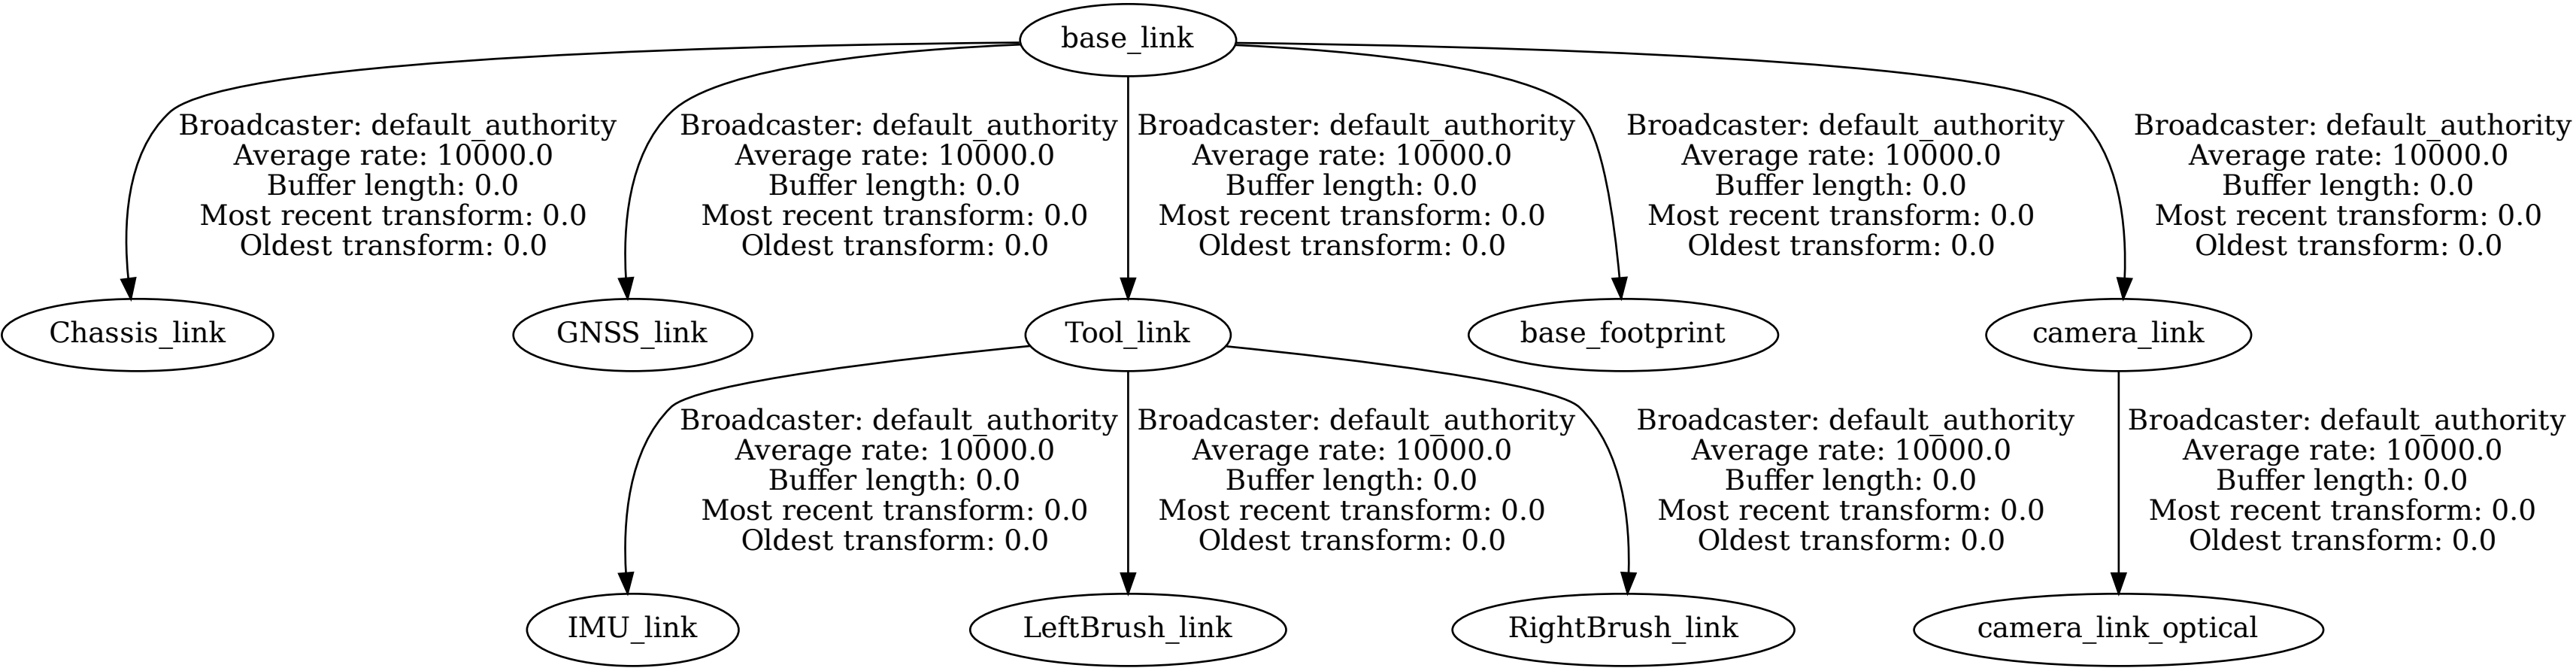 base_link
Broadcaster: default_authority
Average rate: 10000.0
Buffer length: 0.0
Most recent transform: 0.0
Oldest transform: 0.0
Broadcaster: default_authority
Average rate: 10000.0
Buffer length: 0.0
Most recent transform: 0.0
Oldest transform: 0.0
Broadcaster: default_authority
Average rate: 10000.0
Buffer length: 0.0
Most recent transform: 0.0
Oldest transform: 0.0
Broadcaster: default_authority
Average rate: 10000.0
Buffer length: 0.0
Most recent transform: 0.0
Oldest transform: 0.0
Broadcaster: default_authority
Average rate: 10000.0
Buffer length: 0.0
Most recent transform: 0.0
Oldest transform: 0.0
Chassis_link
GNSS_link
Tool_link
base_footprint
camera_link
Broadcaster: default_authority
Average rate: 10000.0
Buffer length: 0.0
Most recent transform: 0.0
Oldest transform: 0.0
Broadcaster: default_authority
Average rate: 10000.0
Buffer length: 0.0
Most recent transform: 0.0
Oldest transform: 0.0
Broadcaster: default_authority
Average rate: 10000.0
Buffer length: 0.0
Most recent transform: 0.0
Oldest transform: 0.0
Broadcaster: default_authority
Average rate: 10000.0
Buffer length: 0.0
Most recent transform: 0.0
Oldest transform: 0.0
IMU_link
LeftBrush_link
RightBrush_link
camera_link_optical